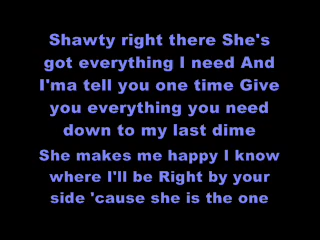 Shawty right there She's
got everything I need And
I'ma tell you one time Give
you everything you need
down to my last dime
She makes me happy I know
where I'll be Right by your
side 'cause she is the one